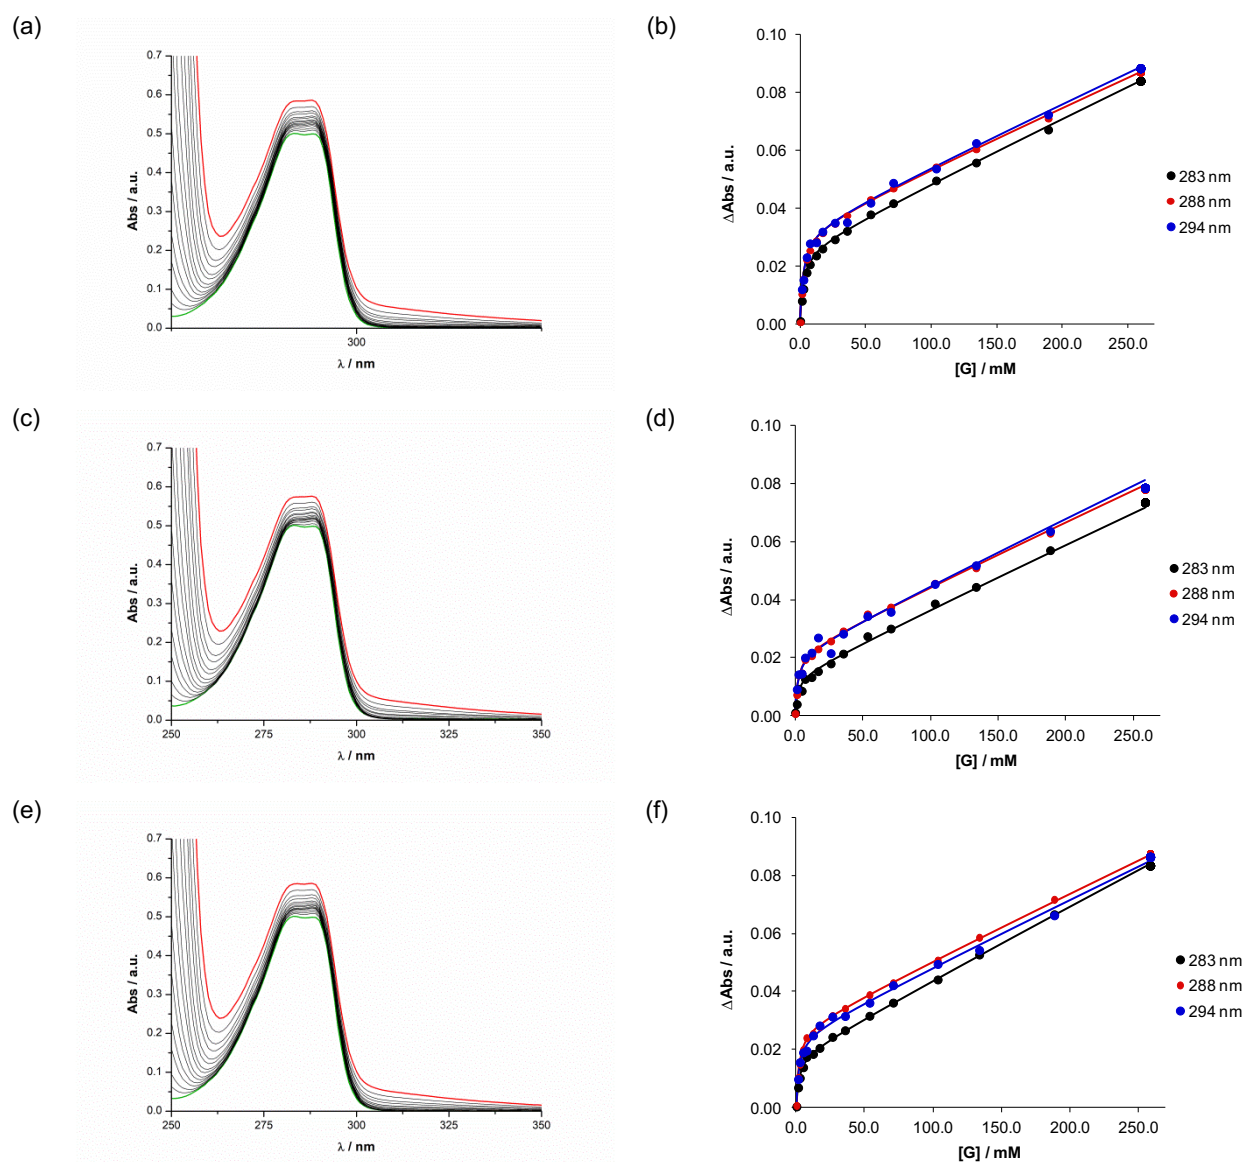 (a)
0.7
0.6
0.5
0.4
0.3
0.2
0.1
0.0
Abs / a.u.
300
λ / nm
(b)
0.10
0.08
0.06
0.04
0.02
0.00
ΔAbs / a.u.
0.0 50.0 100.0 150.0 200.0 250.0
[G] / mM
283 nm
288 nm
294 nm
(c)
0.7
0.6
0.5
0.4
0.3
0.2
0.1
0.0
Abs / a.u.
250 275 300 325 350
λ / nm
(d)
0.10
0.08
0.06
0.04
0.02
0.00
ΔAbs / a.u.
0.0 50.0 100.0 150.0 200.0 250.0
[G] / mM
283 nm
288 nm
294 nm
(e)
0.7
0.6
0.5
0.4
0.3
0.2
0.1
0.0
Abs / a.u.
250 275 300 325 350
λ / nm
(f)
0.10
0.08
0.06
0.04
0.02
0.00
ΔAbs / a.u.
0.0 50.0 100.0 150.0 200.0 250.0
[G] / mM
283 nm
288 nm
294 nm